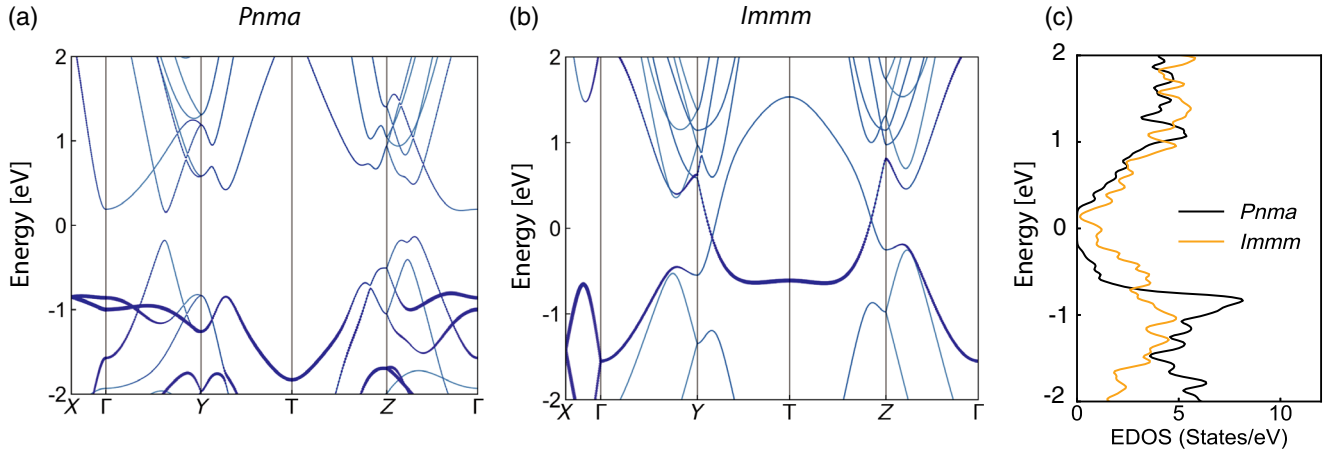 (a)
Pnma
2
1
0
-1
-2
Energy [eV]
X
Γ
Y
T
Z
Γ
(b)
Immm
2
1
0
-1
-2
Energy [eV]
X
Γ
Y
T
Z
Γ
(c)
2
1
0
-1
-2
Energy [eV]
Pnma
Immm
0
5
10
EDOS (States/eV)